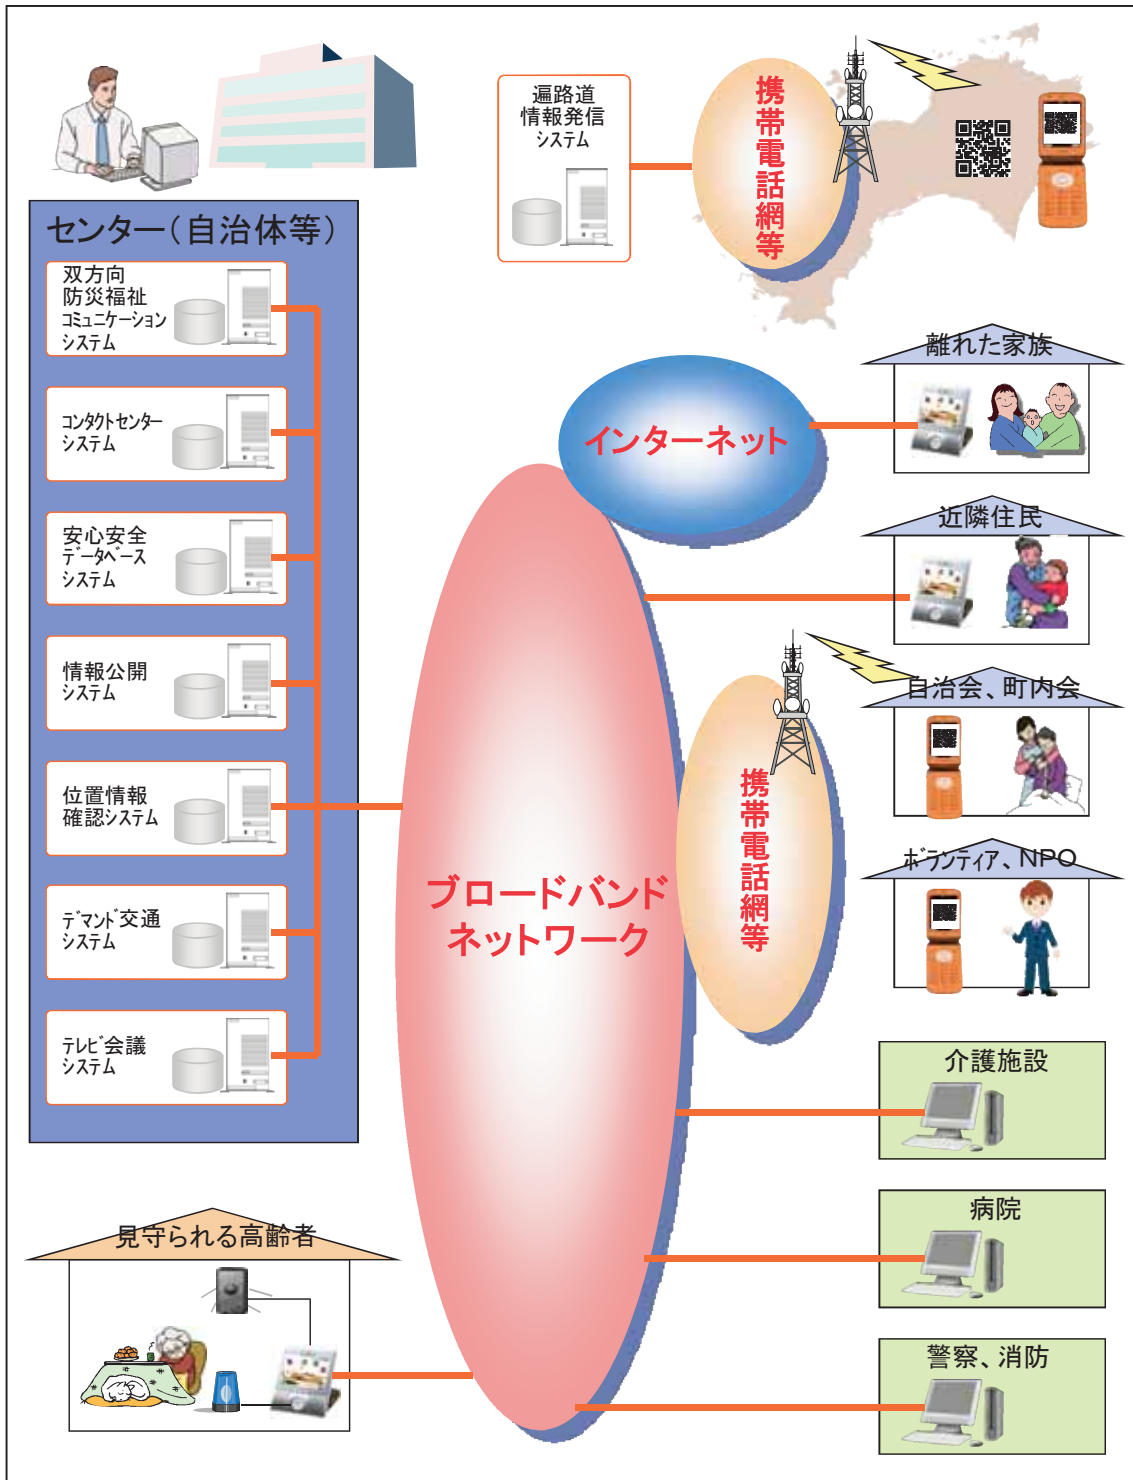 遍路道
情報発信
システム
携帯電話網等
センター(自治体等)
双方向
防災福祉
コミュニケーション
システム
コンタクトセンター
システム
安心安全
データベース
システム
情報公開
システム
位置情報
確認システム
デマンド交通
システム
テレビ会議
システム
インターネット
離れた家族
近隣住民
自治会、町内会
携帯電話網等
ボランティア、NPO
ブロードバンド
ネットワーク
介護施設
病院
警察、消防
見守られる高齢者